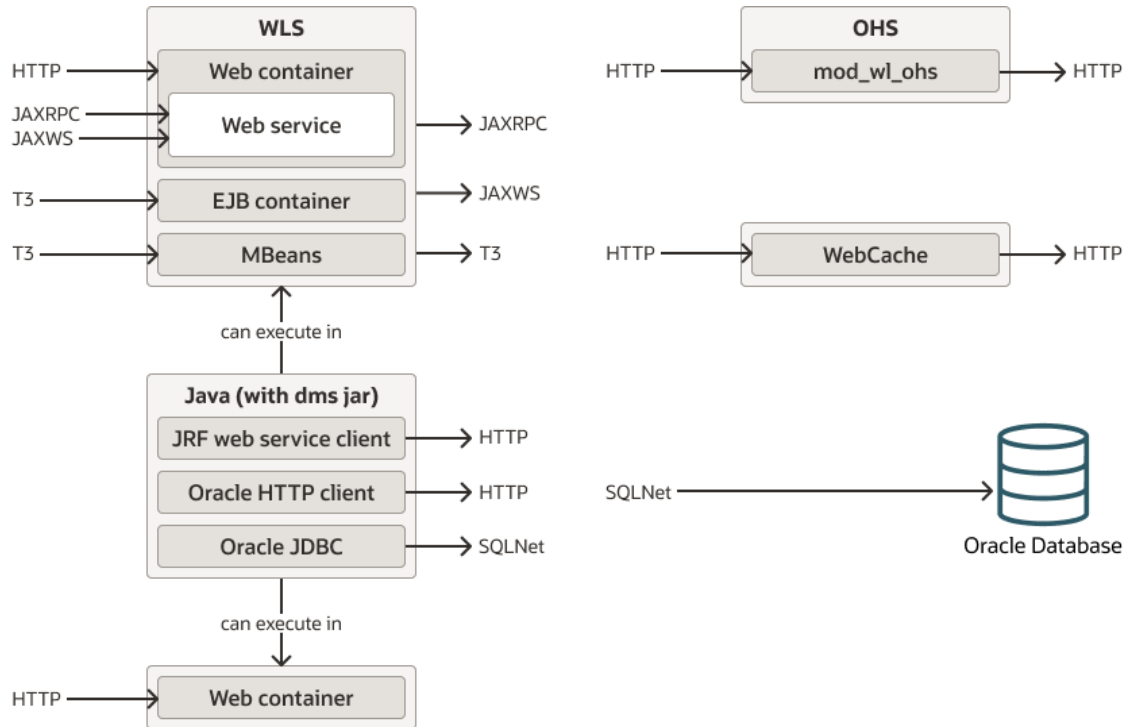 WLS
HTTP
Web container
JAXRPC
JAXWS
Web service
JAXRPC
T3
EJB container
JAXWS
T3
MBeans
T3
can execute in
Java (with dms jar)
JRF web service client
HTTP
Oracle HTTP client
HTTP
Oracle JDBC
SQLNet
can execute in
HTTP
Web container
OHS
HTTP
mod_wl_ohs
HTTP
HTTP
WebCache
HTTP
SQLNet
Oracle Database